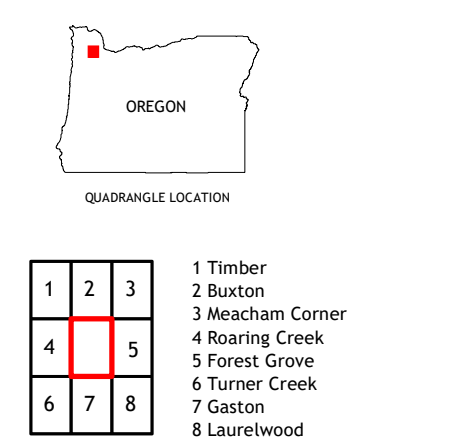 OREGON
QUADRANGLE LOCATION
1 2 3
4 5
6 7 8
1 Timber
2 Buxton
3 Meacham Corner
4 Roaring Creek
5 Forest Grove
6 Turner Creek
7 Gaston
8 Laurelwood